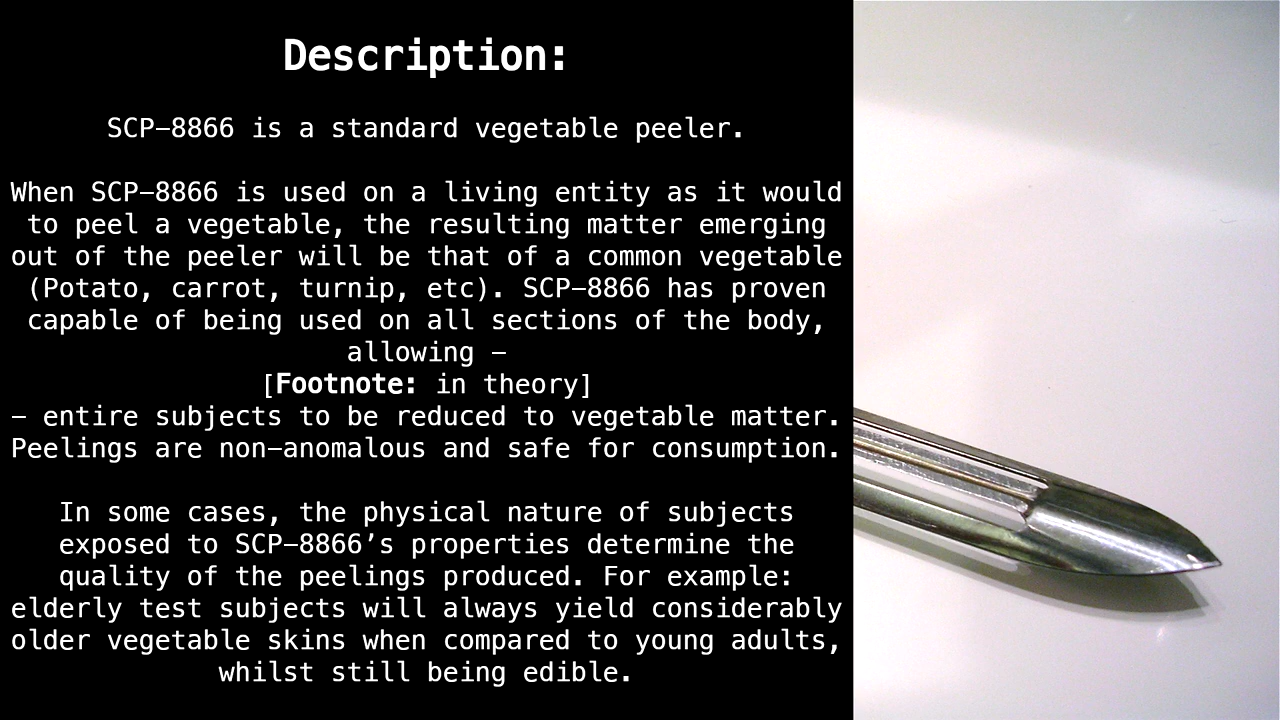 Description:
SCP–8866 is a standard vegetable peeler.
When SCP–8866 is used on a living entity as it would
to peel a vegetable, the resulting matter emerging
out of the peeler will be that of a common vegetable
(Potato, carrot, turnip, etc). SCP–8866 has proven
capable of being used on all sections of the body,
allowing –
[Footnote: in theory]
– entire subjects to be reduced to vegetable matter.
Peelings are non–anomalous and safe for consumption.
In some cases, the physical nature of subjects
exposed to SCP–8866’s properties determine the
quality of the peelings produced. For example:
elderly test subjects will always yield considerably
older vegetable skins when compared to young adults,
whilst still being edible.